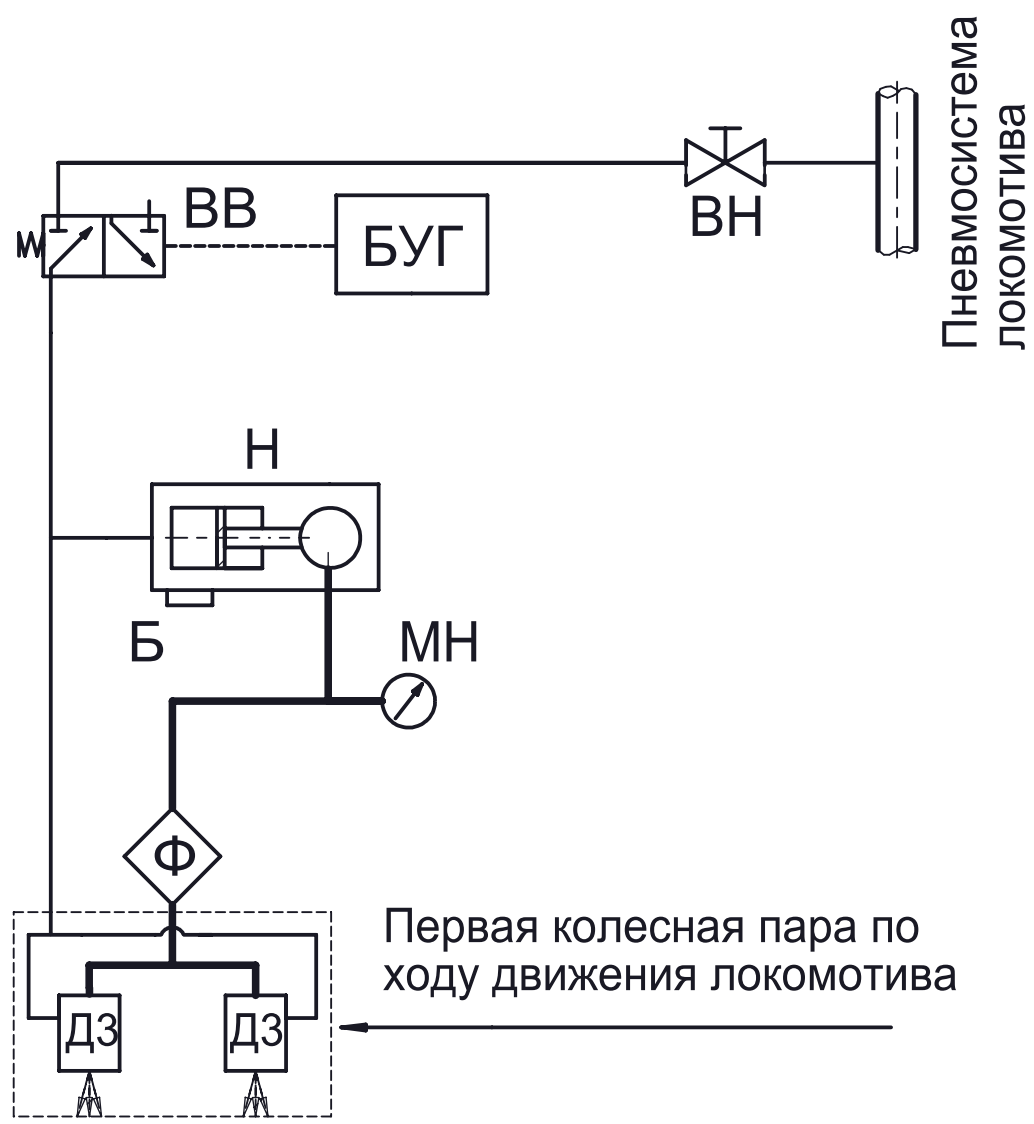 Пневмосистема
локомотива
ВВ
БУГ
ВН
Н
Б
МН
Ф
Первая колесная пара по
ходу движения локомотива
ДЗ
ДЗ